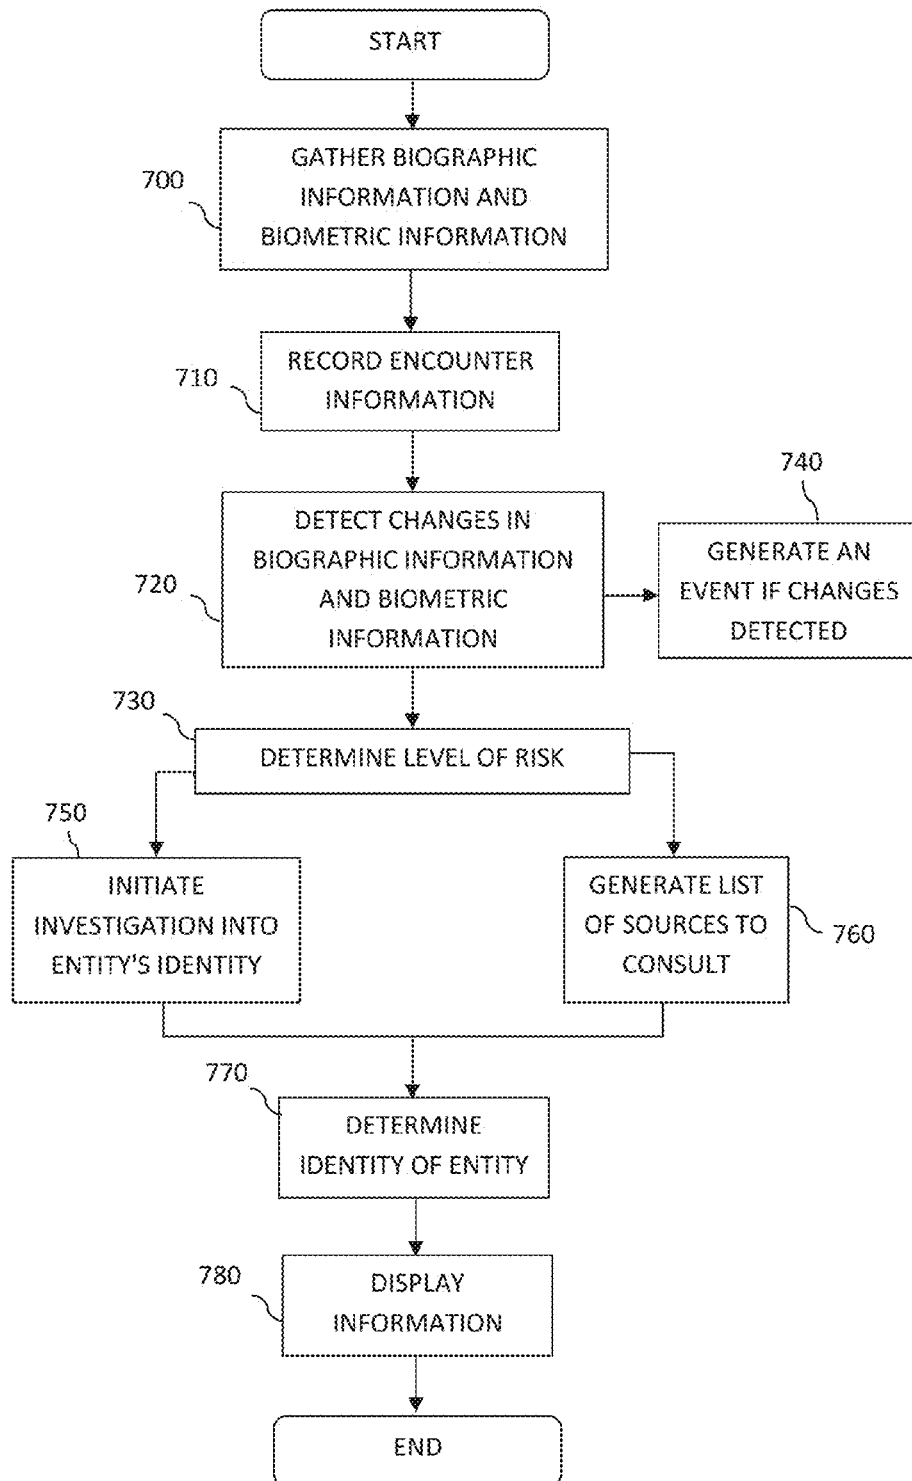 START
700
GATHER BIOGRAPHIC
INFORMATION AND
BIOMETRIC INFORMATION
710
RECORD ENCOUNTER
INFORMATION
720
DETECT CHANGES IN
BIOGRAPHIC INFORMATION
AND BIOMETRIC
INFORMATION
740
GENERATE AN
EVENT IF CHANGES
DETECTED
730
DETERMINE LEVEL OF RISK
750
INITIATE
INVESTIGATION INTO
ENTITY'S IDENTITY
GENERATE LIST
OF SOURCES TO
CONSULT
760
770
DETERMINE
IDENTITY OF ENTITY
780
DISPLAY
INFORMATION
END